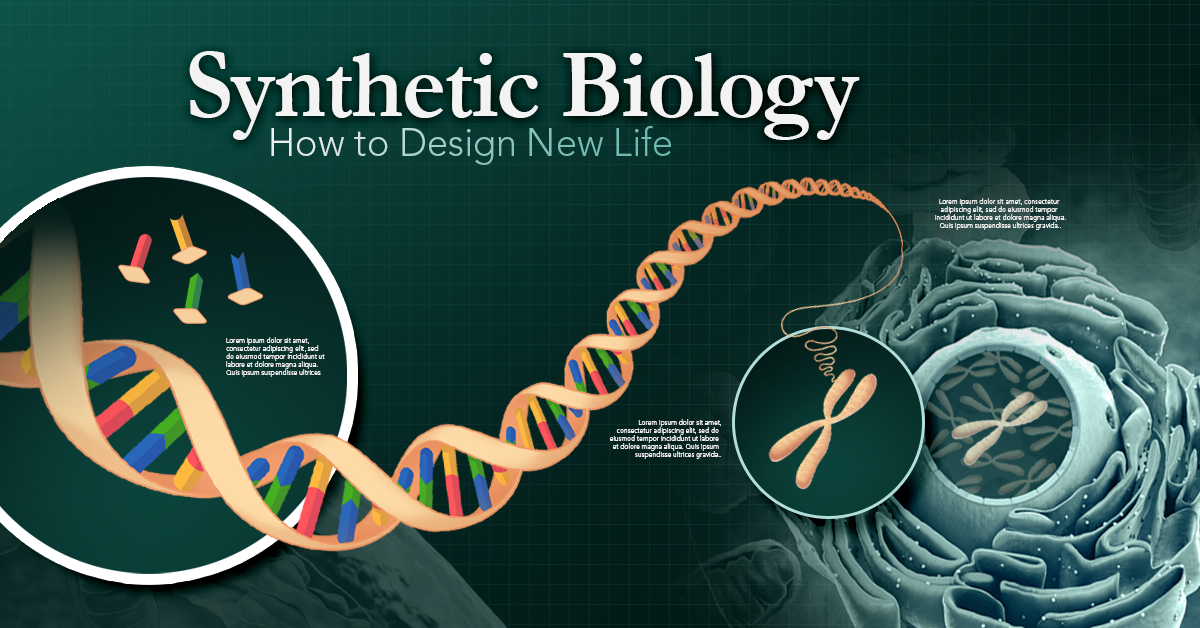 Synthetic Biology
How to Design New Life
Lorem ipsum dolor sit amet, consectetur
adipiscing elit, sed do eiusmod tempor
incididunt ut labore et dolore magna aliqua.
Quis ipsum suspendisse ultrices gravida..
Lorem ipsum dolor sit amet,
consectetur adipiscing elit, sed
do eiusmod tempor incididunt ut
labore et dolore magna aliqua.
Quis ipsum suspendisse ultrices
Lorem ipsum dolor sit amet,
consectetur adipiscing elit, sed do
eiusmod tempor incididunt ut labore
et dolore magna aliqua. Quis ipsum
suspendisse ultrices gravida..